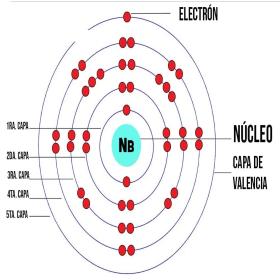 ELECTRÓN
1RA. CAPA
NB
NÚCLEO
2DA. CAPA
CAPA DE
VALENCIA
3RA. CAPA
4TA. CAPA
5TA. CAPA